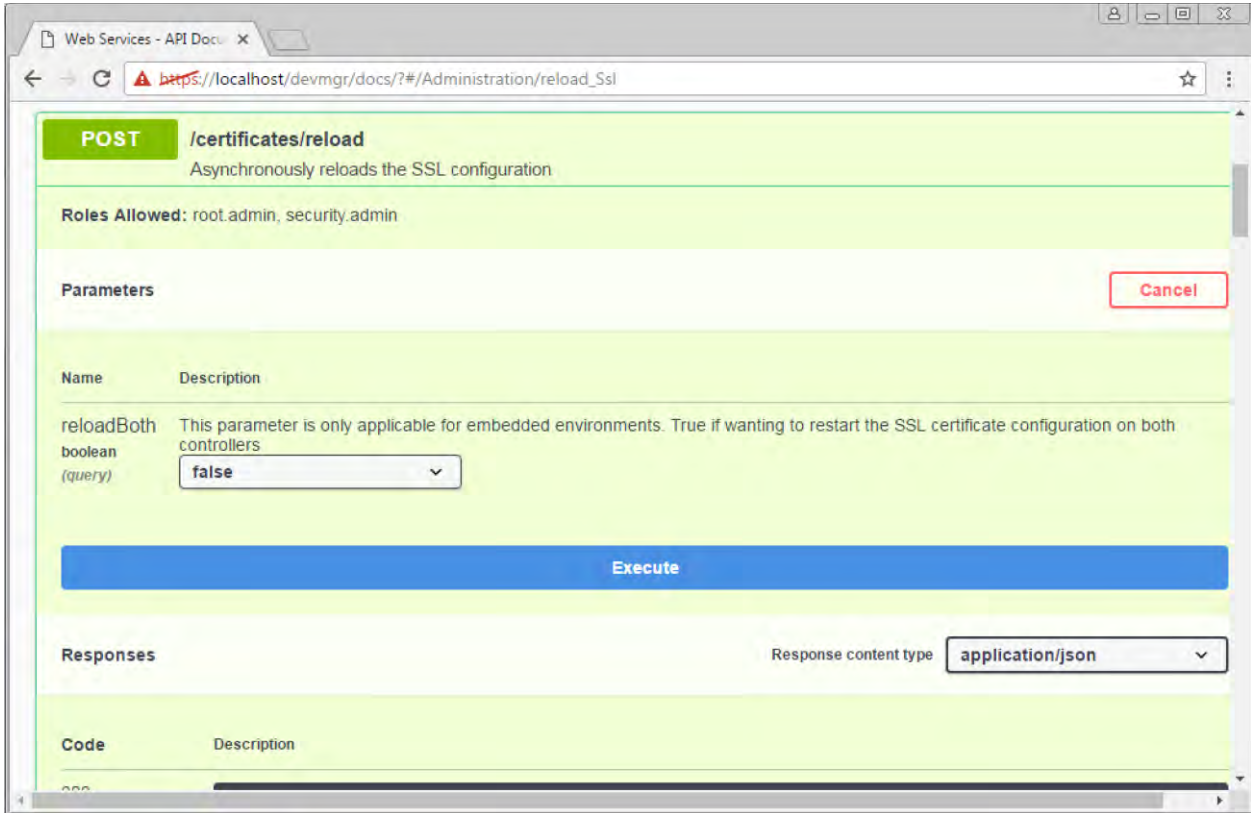 Web Services - API Docu
https://localhost/devmgr/docs/?#/Administration/reload_Ssl
POST /certificates/reload
Asynchronously reloads the SSL configuration
Roles Allowed: root.admin, security.admin
Parameters Cancel
Name Description
reloadBoth This parameter is only applicable for embedded environments. True if wanting to restart the SSL certificate configuration on both
boolean controllers
(query) false
Execute
Responses Response content type application/json
Code Description